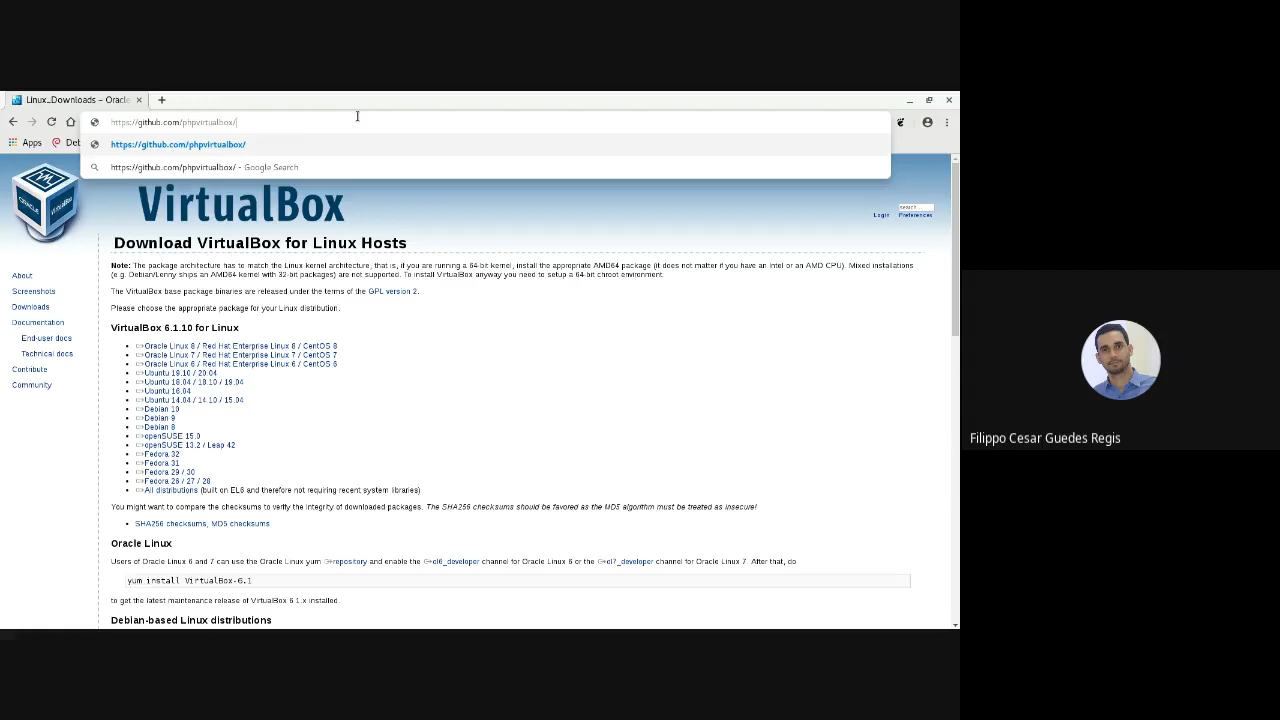 Linux_Downloads – Oracle
https://github.com/phpvirtualbox/
Apps
Deb
https://github.com/phpvirtualbox/
https://github.com/phpvirtualbox/ - Google Search
ORACLE
VirtualBox
VirtualBox
search...
Login Preferences
Download VirtualBox for Linux Hosts
About
Screenshots
Downloads
Documentation
End-user docs
Technical docs
Contribute
Community
Note: The package architecture has to match the Linux kernel architecture, that is, if you are running a 64-bit kernel, install the appropriate AMD64 package (it does not matter if you have an Intel or an AMD CPU). Mixed installations
(e.g. Debian/Lenny ships an AMD64 kernel with 32-bit packages) are not supported. To install VirtualBox anyway you need to setup a 64-bit chroot environment.
The VirtualBox base package binaries are released under the terms of the GPL version 2.
Please choose the appropriate package for your Linux distribution.
VirtualBox 6.1.10 for Linux
Oracle Linux 8 / Red Hat Enterprise Linux 8 / CentOS 8
Oracle Linux 7 / Red Hat Enterprise Linux 7 / CentOS 7
Oracle Linux 6 / Red Hat Enterprise Linux 6 / CentOS 6
Ubuntu 19.10 / 20.04
Ubuntu 18.04 / 18.10 / 19.04
Ubuntu 16.04
Ubuntu 14.04 / 14.10 / 15.04
Debian 10
Debian 9
Debian 8
openSUSE 15.0
openSUSE 13.2 / Leap 42
Fedora 32
Fedora 31
Fedora 29 / 30
Fedora 26 / 27 / 28
All distributions (built on EL6 and therefore not requiring recent system libraries)
You might want to compare the checksums to verify the integrity of downloaded packages. The SHA256 checksums should be favored as the MD5 algorithm must be treated as insecure!
SHA256 checksums, MD5 checksums
Oracle Linux
Users of Oracle Linux 6 and 7 can use the Oracle Linux yum repository and enable the ol6_developer channel for Oracle Linux 6 or the ol7_developer channel for Oracle Linux 7. After that, do
yum install VirtualBox-6.1
to get the latest maintenance release of VirtualBox 6.1.x installed.
Debian-based Linux distributions
Filippo Cesar Guedes Regis